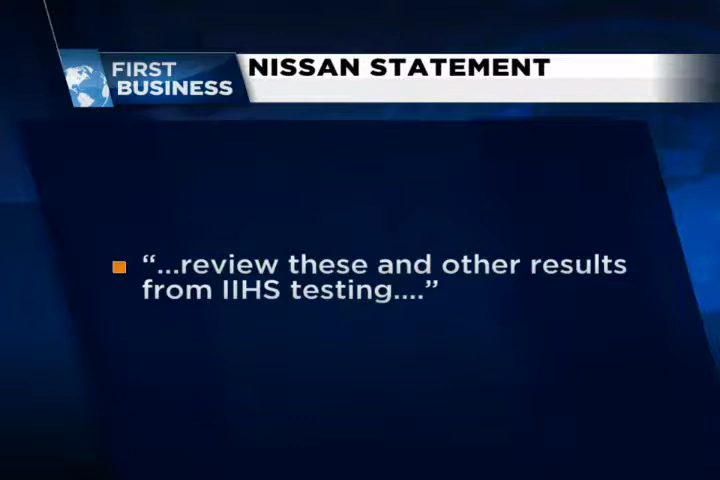 FIRST
BUSINESS
NISSAN STATEMENT
“...review these and other results
from IIHS testing....”